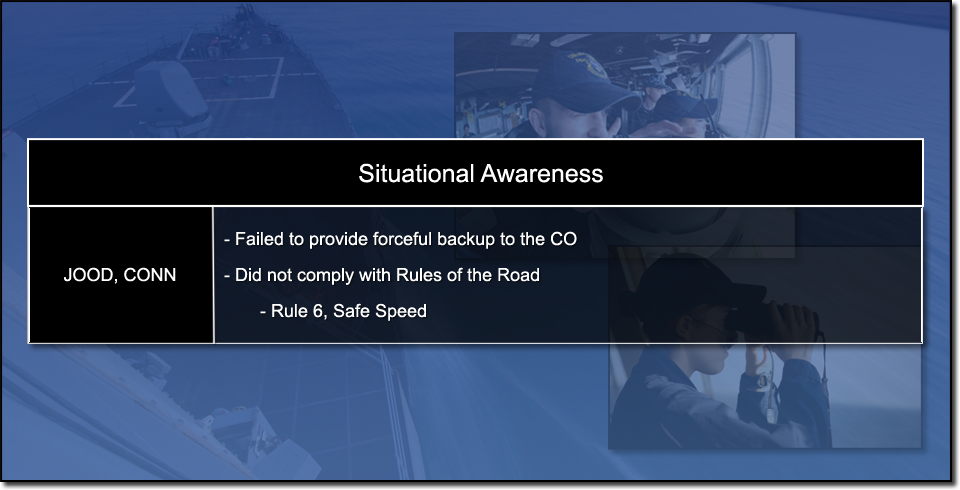 Situational Awareness
JOOD, CONN
- Failed to provide forceful backup to the CO
- Did not comply with Rules of the Road
- Rule 6, Safe Speed